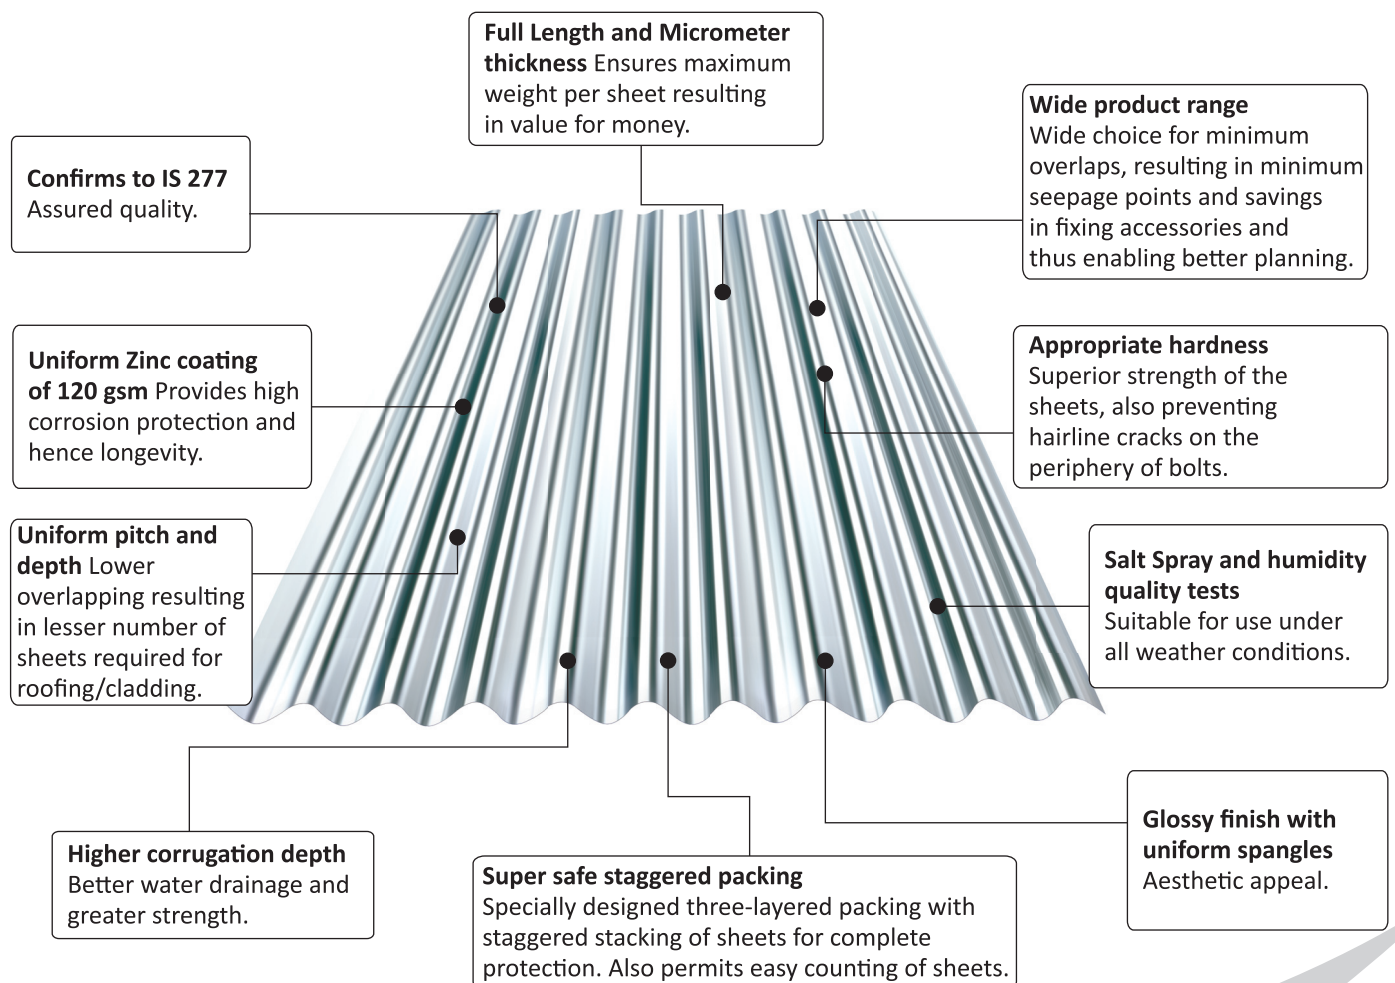 Full Length and Micrometer
thickness Ensures maximum
weight per sheet resulting
in value for money.
Wide product range
Wide choice for minimum
overlaps, resulting in minimum
seepage points and savings
in fixing accessories and
thus enabling better planning.
Confirms to IS 277
Assured quality.
Uniform Zinc coating
of 120 gsm Provides high
corrosion protection and
hence longevity.
Appropriate hardness
Superior strength of the
sheets, also preventing
hairline cracks on the
periphery of bolts.
Uniform pitch and
depth Lower
overlapping resulting
in lesser number of
sheets required for
roofing/cladding.
Salt Spray and humidity
quality tests
Suitable for use under
all weather conditions.
Higher corrugation depth
Better water drainage and
greater strength.
Super safe staggered packing
Specially designed three-layered packing with
staggered stacking of sheets for complete
protection. Also permits easy counting of sheets.
Glossy finish with
uniform spangles
Aesthetic appeal.